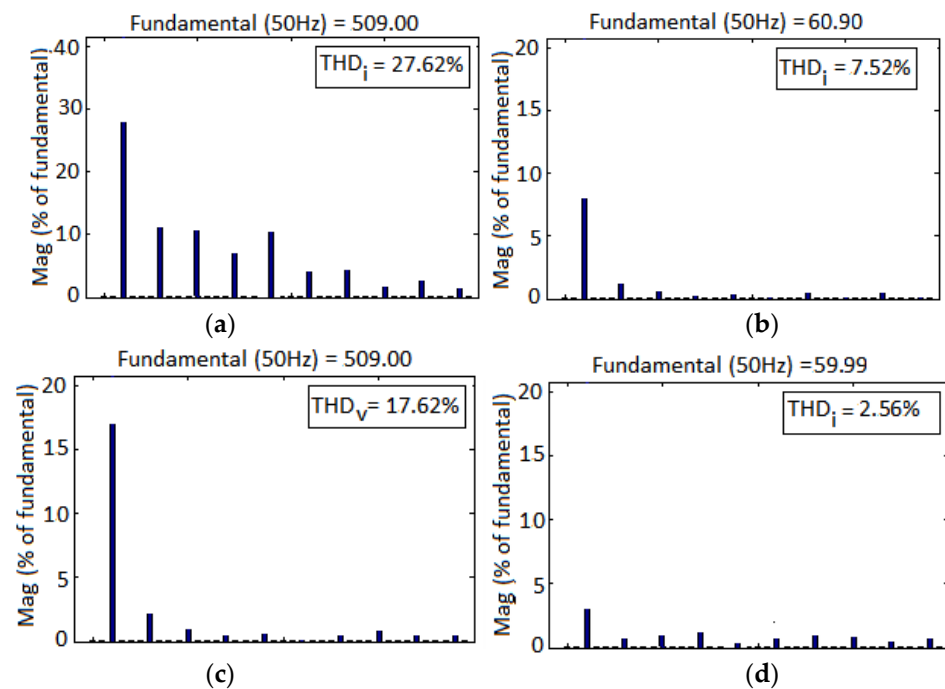 Fundamental (50Hz) = 509.00
THDi = 27.62%
Mag (% of fundamental)
40
30
20
10
0
(a)
Fundamental (50Hz) =60.90
THDi = 7.52%
Mag (% of fundamental)
20
15
10
5
0
(b)
Fundamental (50Hz) = 509.00
THDv= 17.62%
Mag (% of fundamental)
20
15
10
5
0
(c)
Fundamental (50Hz) =59.99
THDi = 2.56%
Mag (% of fundamental)
20
15
10
5
0
(d)